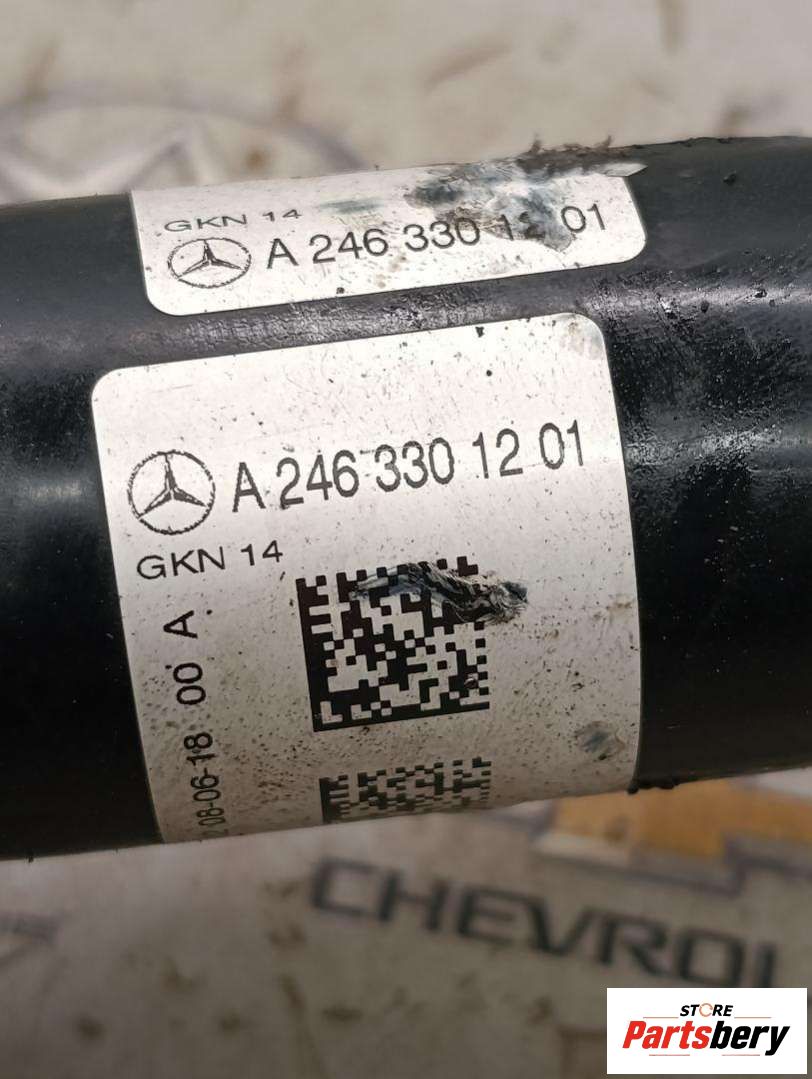 GKN 14
A 246 330 12 01
A 246 330 12 01
GKN 14
08-06-18 00 A
CHEVROL
STORE
Partsbery